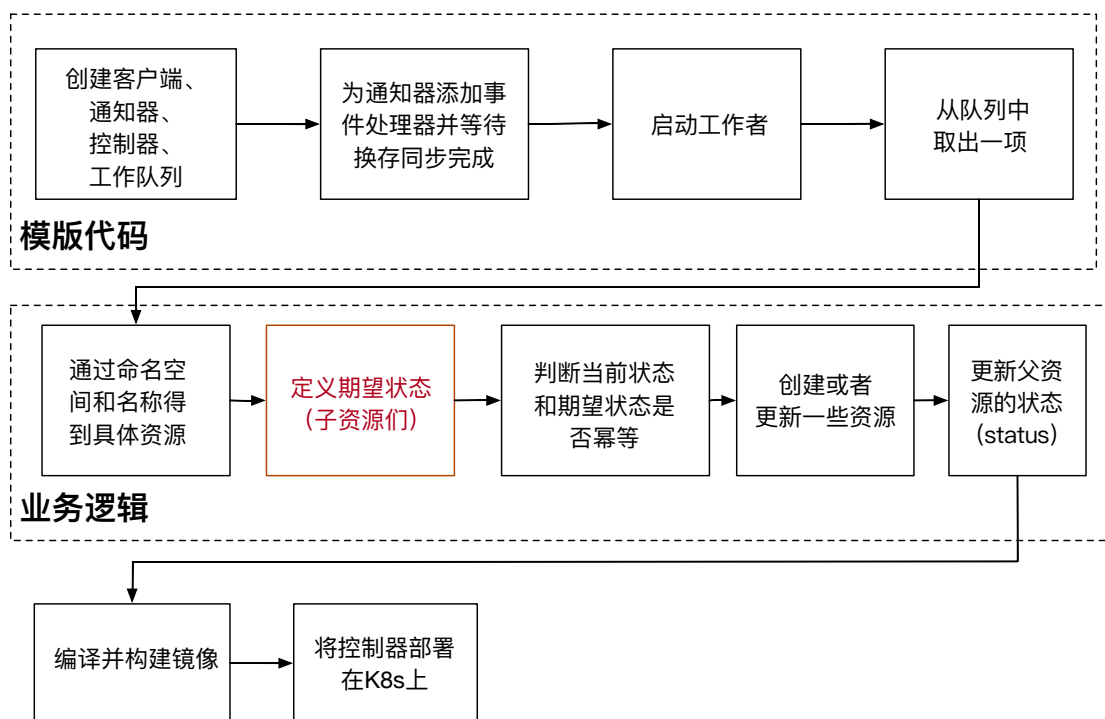 创建客户端、
通知器、
控制器、
工作队列
为通知器添加事
件处理器并等待
换存同步完成
启动工作者
从队列中
取出一项
模版代码
通过命名空
间和名称得
到具体资源
定义期望状态
（子资源们）
判断当前状态
和期望状态是
否幂等
创建或者
更新一些资源
更新父资
源的状态
（status）
业务逻辑
编译并构建镜像
将控制器部署
在K8s上